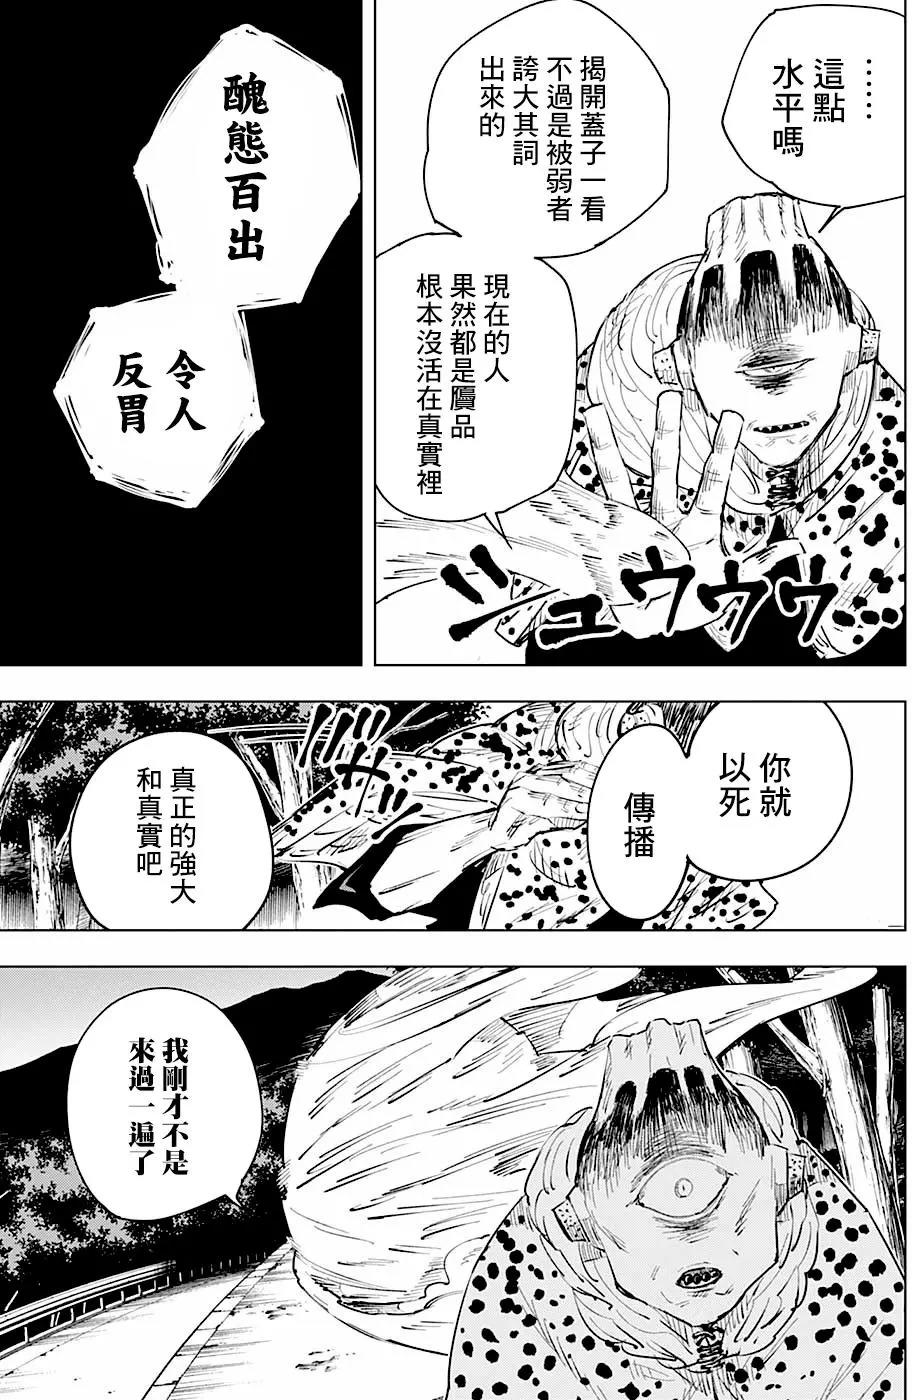 ……
這點
水平嗎
揭開蓋子一看
不過是被弱者
誇大其詞
出來的
現在的人
果然都是贗品
根本沒活在真實裡
ジュウウゥ
醜態百出
令人
反胃
你就
以死
傳播
真正的強大
和真實吧
我剛才不是
來過一遍了